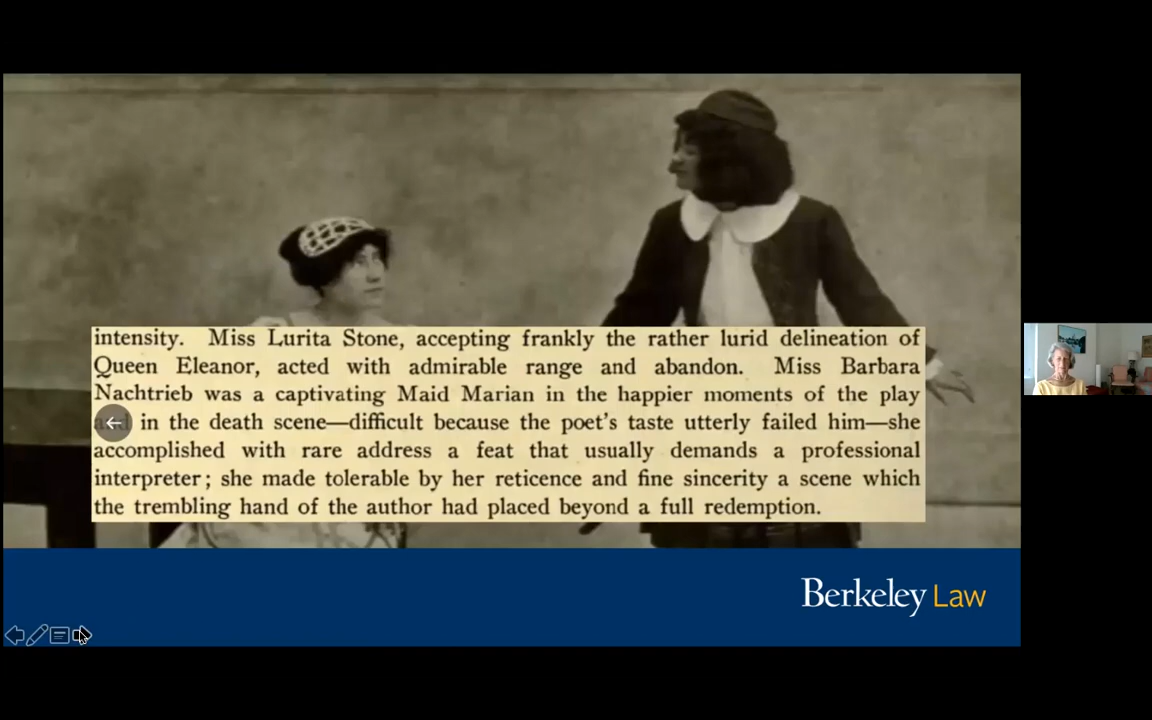 intensity. Miss Lurita Stone, accepting frankly the rather lurid delineation of
Queen Eleanor, acted with admirable range and abandon. Miss Barbara
Nachtrieb was a captivating Maid Marian in the happier moments of the play
in the death scene—difficult because the poet's taste utterly failed him—she
accomplished with rare address a feat that usually demands a professional
interpreter; she made tolerable by her reticence and fine sincerity a scene which
the trembling hand of the author had placed beyond a full redemption.
Berkeley Law